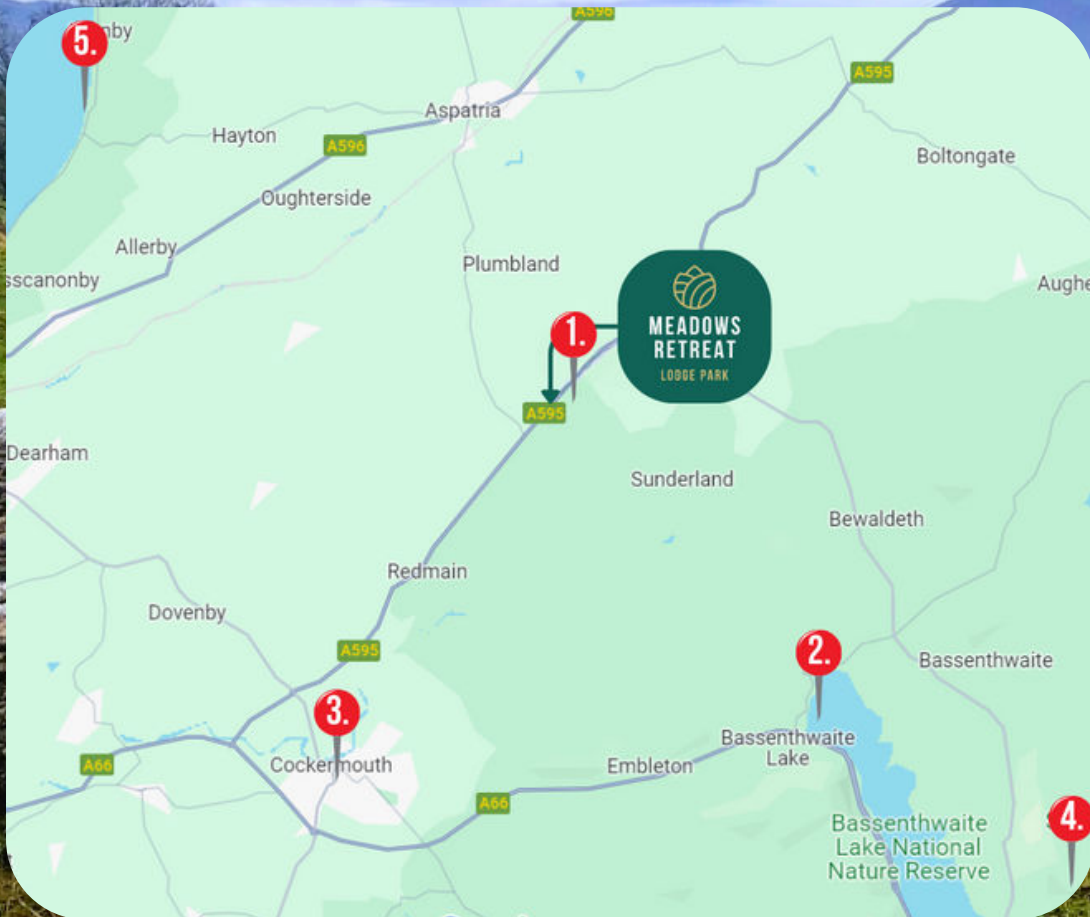 5.
nby
A596
A595
Aspatria
Hayton
A596
Boltongate
Oughterside
Allerby
Plumbland
sscanonby
Aughe
1.
MEADOWS
RETREAT
LODGE PARK
A595
Dearham
Sunderland
Bewaldeth
Redmain
Dovenby
A595
2.
Bassenthwaite
3.
Bassenthwaite
Lake
A66
Cockermouth
Embleton
A66
4.
Bassenthwaite
Lake National
Nature Reserve